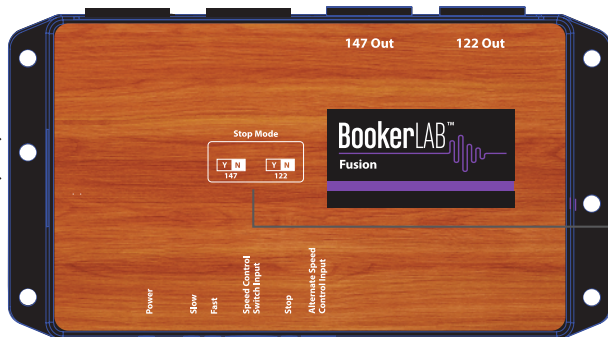 147 Out
122 Out
Stop Mode
Y N
Y N
147
122
BookerLAB™
Fusion
Power
Slow
Fast
Speed Control
Switch Input
Stop
Alternate Speed
Control Input